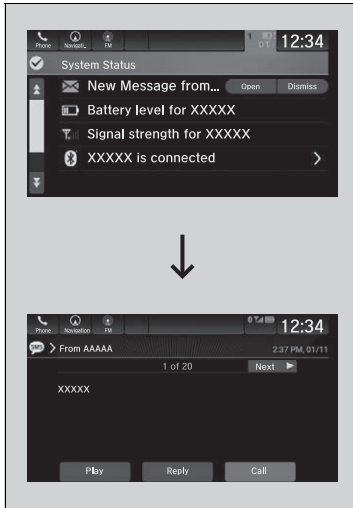 Phone Navigati.. FM 12:34
System Status
New Message from... Open Dismiss
Battery level for XXXXX
Signal strength for XXXXX
XXXXX is connected
Phone Navigation FM 12:34
SMS From AAAAA 2:37 PM, 01/11
1 of 20 Next
XXXXX
Play Reply Call